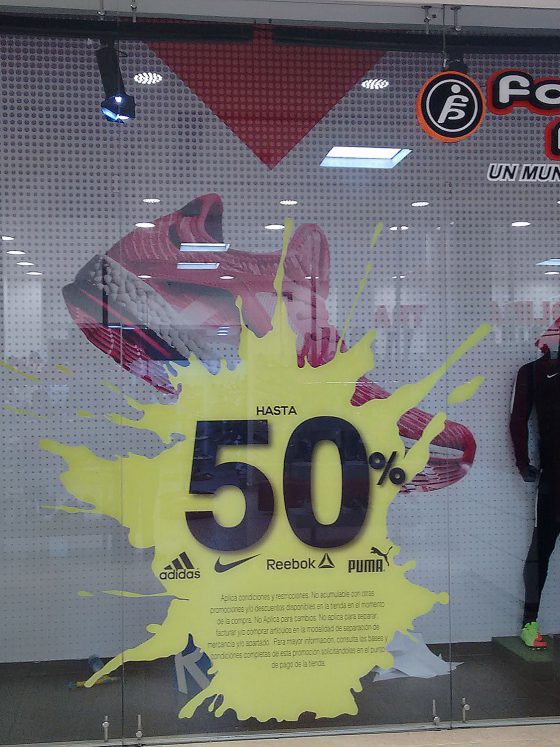 UN MUN
HASTA
50%
adidas
Reebok
PUMA
Aplica condiciones y restricciones. No acumulable con otras
promociones y/o descuentos disponibles en la tienda en el momento
de la compra. No Aplica para cambios. No aplica para separar,
facturar y/o comprar artículos en la modalidad de separación de
mercancía y/o apartado. Para mayor información, consulta las bases y
condiciones completas de esta promoción solicitándolas en el punto
de pago de la tienda.